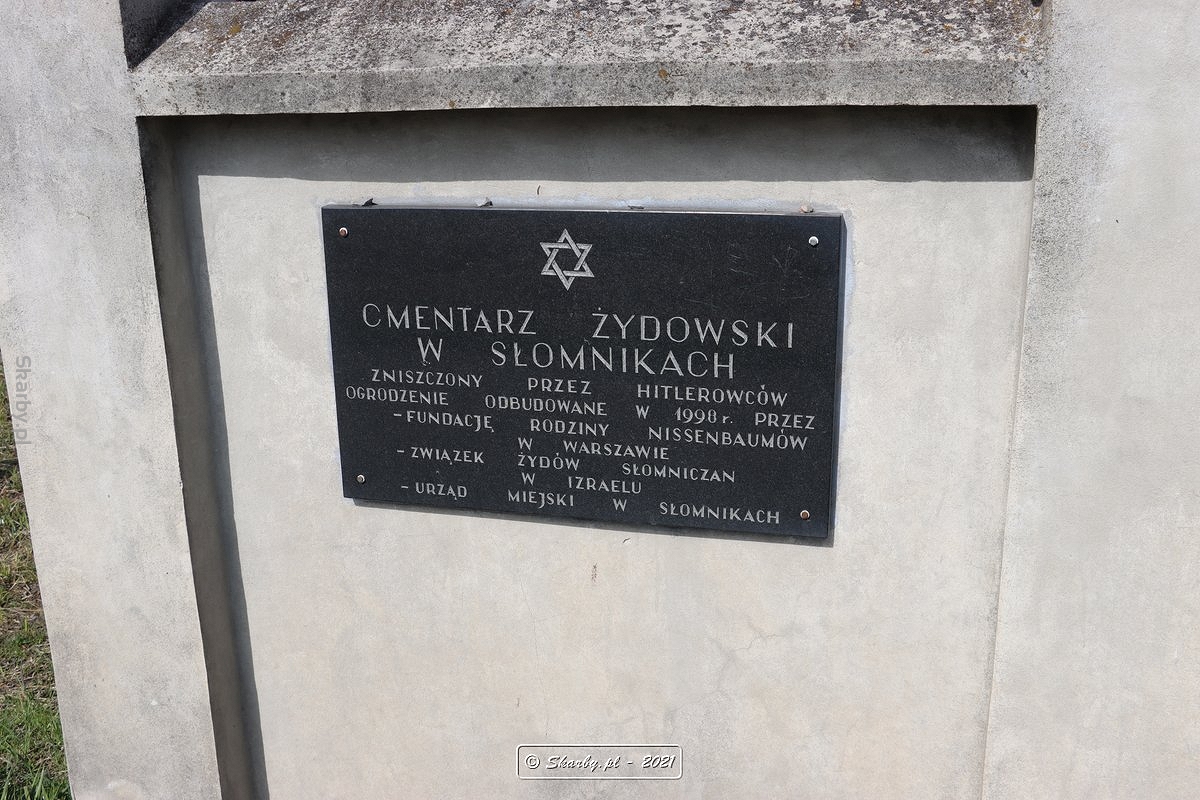 CMENTARZ ŻYDOWSKI
W SŁOMNIKACH
ZNISZCZONY PRZEZ HITLEROWCÓW
OGRODZENIE ODBUDOWANE W 1998 r. PRZEZ
-FUNDACJĘ RODZINY NISSENBAUMÓW
W WARSZAWIE
-ZWIĄZEK ŻYDÓW SŁOMNICZAN
W IZRAELU
-URZĄD MIEJSKI W SŁOMNIKACH
Skarby.pl
© Skarby.pl - 2021